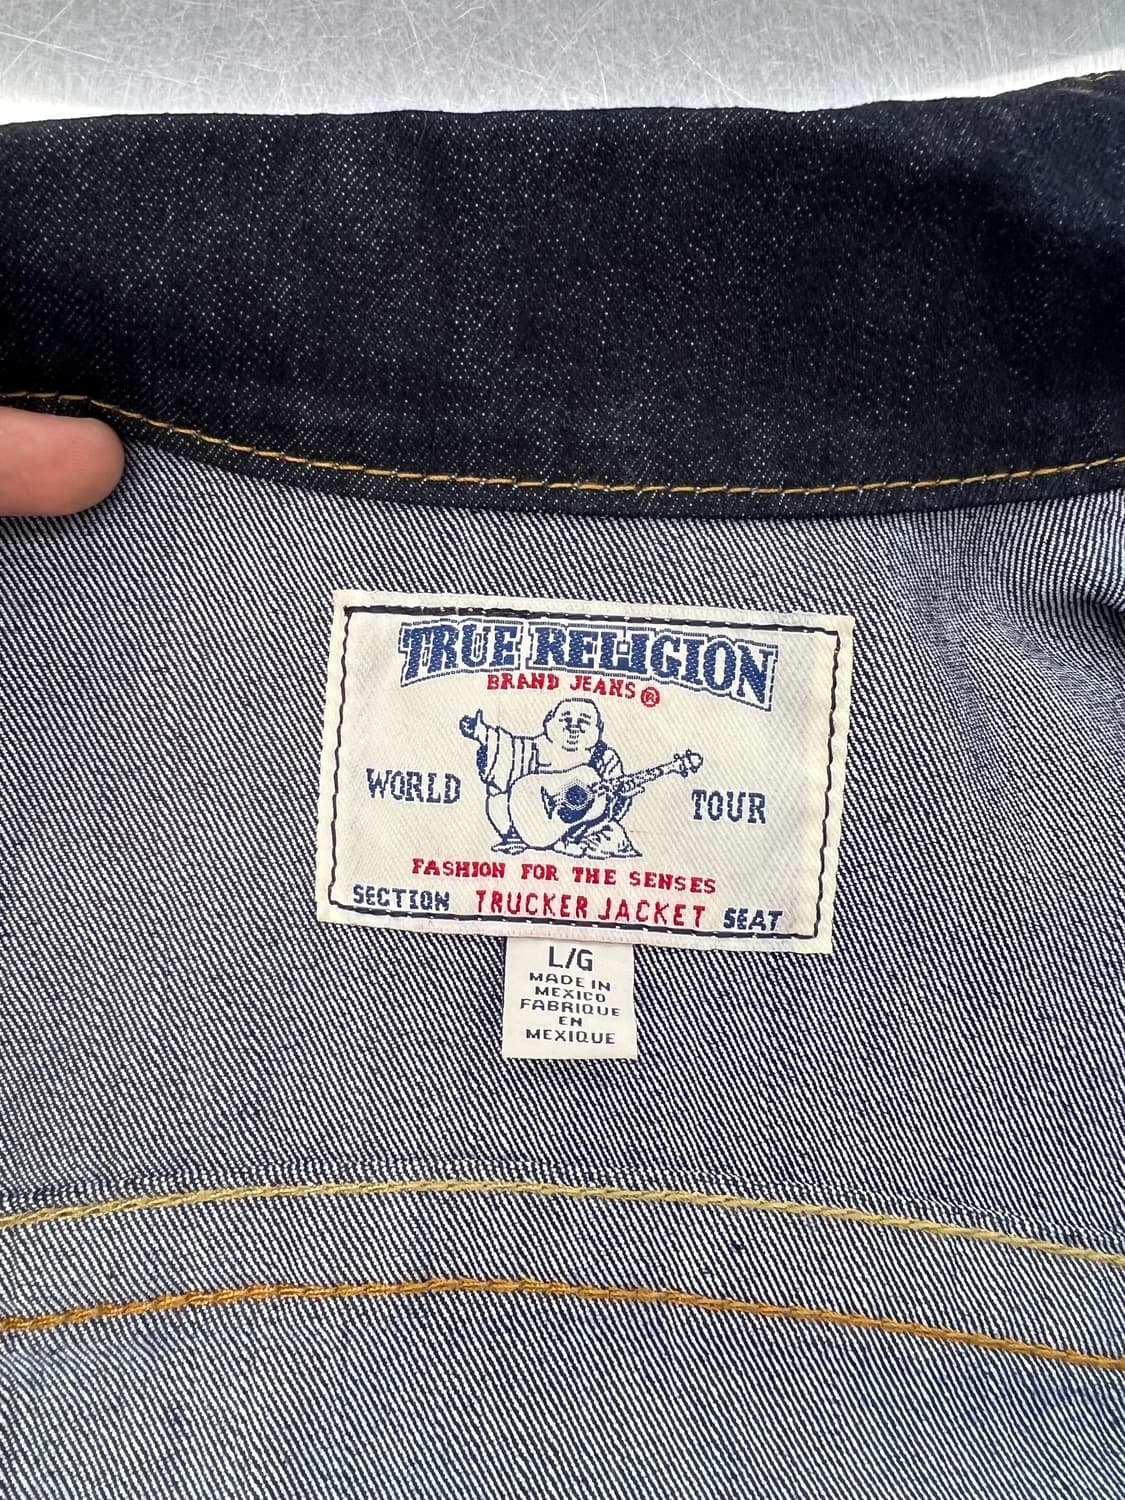 TRUE RELIGION
BRAND JEANS®
WORLD TOUR
FASHION FOR THE SENSES
SECTION TRUCKER JACKET SEAT
L/G
MADE IN
MEXICO
FABRIQUE
EN
MEXIQUE